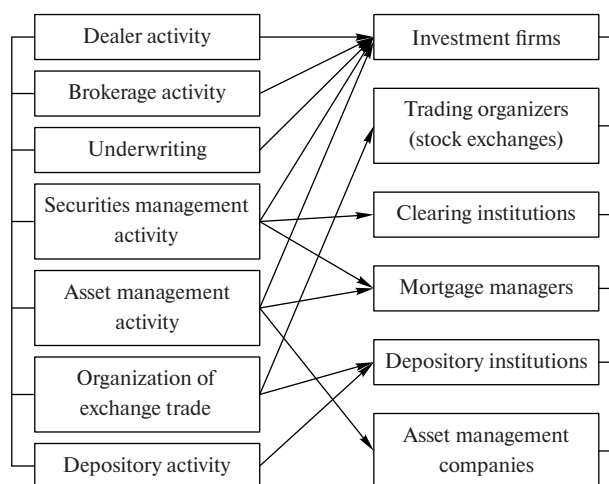 Dealer activity
Brokerage activity
Underwriting
Securities management
activity
Asset management
activity
Organization of
exchange trade
Depository activity
Investment firms
Trading organizers
(stock exchanges)
Clearing institutions
Mortgage managers
Depository institutions
Asset management
companies